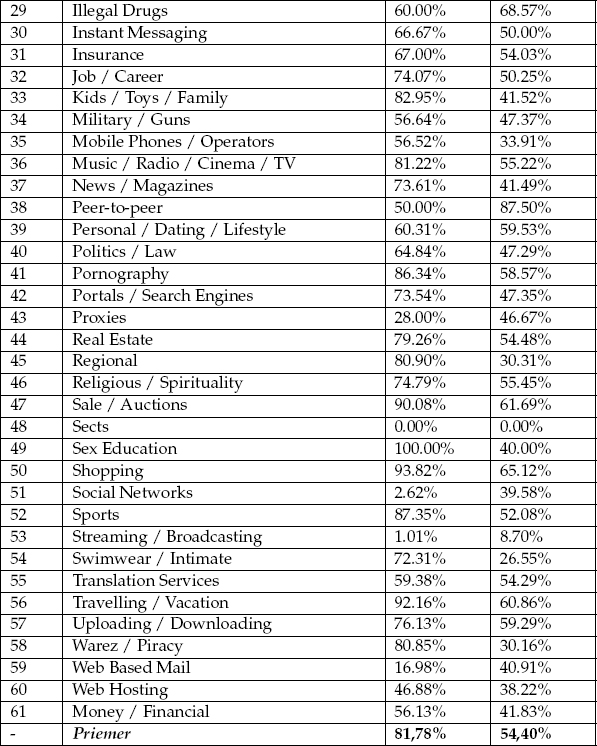 29 Illegal Drugs 60.00% 68.57%
30 Instant Messaging 66.67% 50.00%
31 Insurance 67.00% 54.03%
32 Job / Career 74.07% 50.25%
33 Kids / Toys / Family 82.95% 41.52%
34 Military / Guns 56.64% 47.37%
35 Mobile Phones / Operators 56.52% 33.91%
36 Music / Radio / Cinema / TV 81.22% 55.22%
37 News / Magazines 73.61% 41.49%
38 Peer-to-peer 50.00% 87.50%
39 Personal / Dating / Lifestyle 60.31% 59.53%
40 Politics / Law 64.84% 47.29%
41 Pornography 86.34% 58.57%
42 Portals / Search Engines 73.54% 47.35%
43 Proxies 28.00% 46.67%
44 Real Estate 79.26% 54.48%
45 Regional 80.90% 30.31%
46 Religious / Spirituality 74.79% 55.45%
47 Sale / Auctions 90.08% 61.69%
48 Sects 0.00% 0.00%
49 Sex Education 100.00% 40.00%
50 Shopping 93.82% 65.12%
51 Social Networks 2.62% 39.58%
52 Sports 87.35% 52.08%
53 Streaming / Broadcasting 1.01% 8.70%
54 Swimwear / Intimate 72.31% 26.55%
55 Translation Services 59.38% 54.29%
56 Travelling / Vacation 92.16% 60.86%
57 Uploading / Downloading 76.13% 59.29%
58 Warez / Piracy 80.85% 30.16%
59 Web Based Mail 16.98% 40.91%
60 Web Hosting 46.88% 38.22%
61 Money / Financial 56.13% 41.83%
- Priemer 81,78% 54,40%